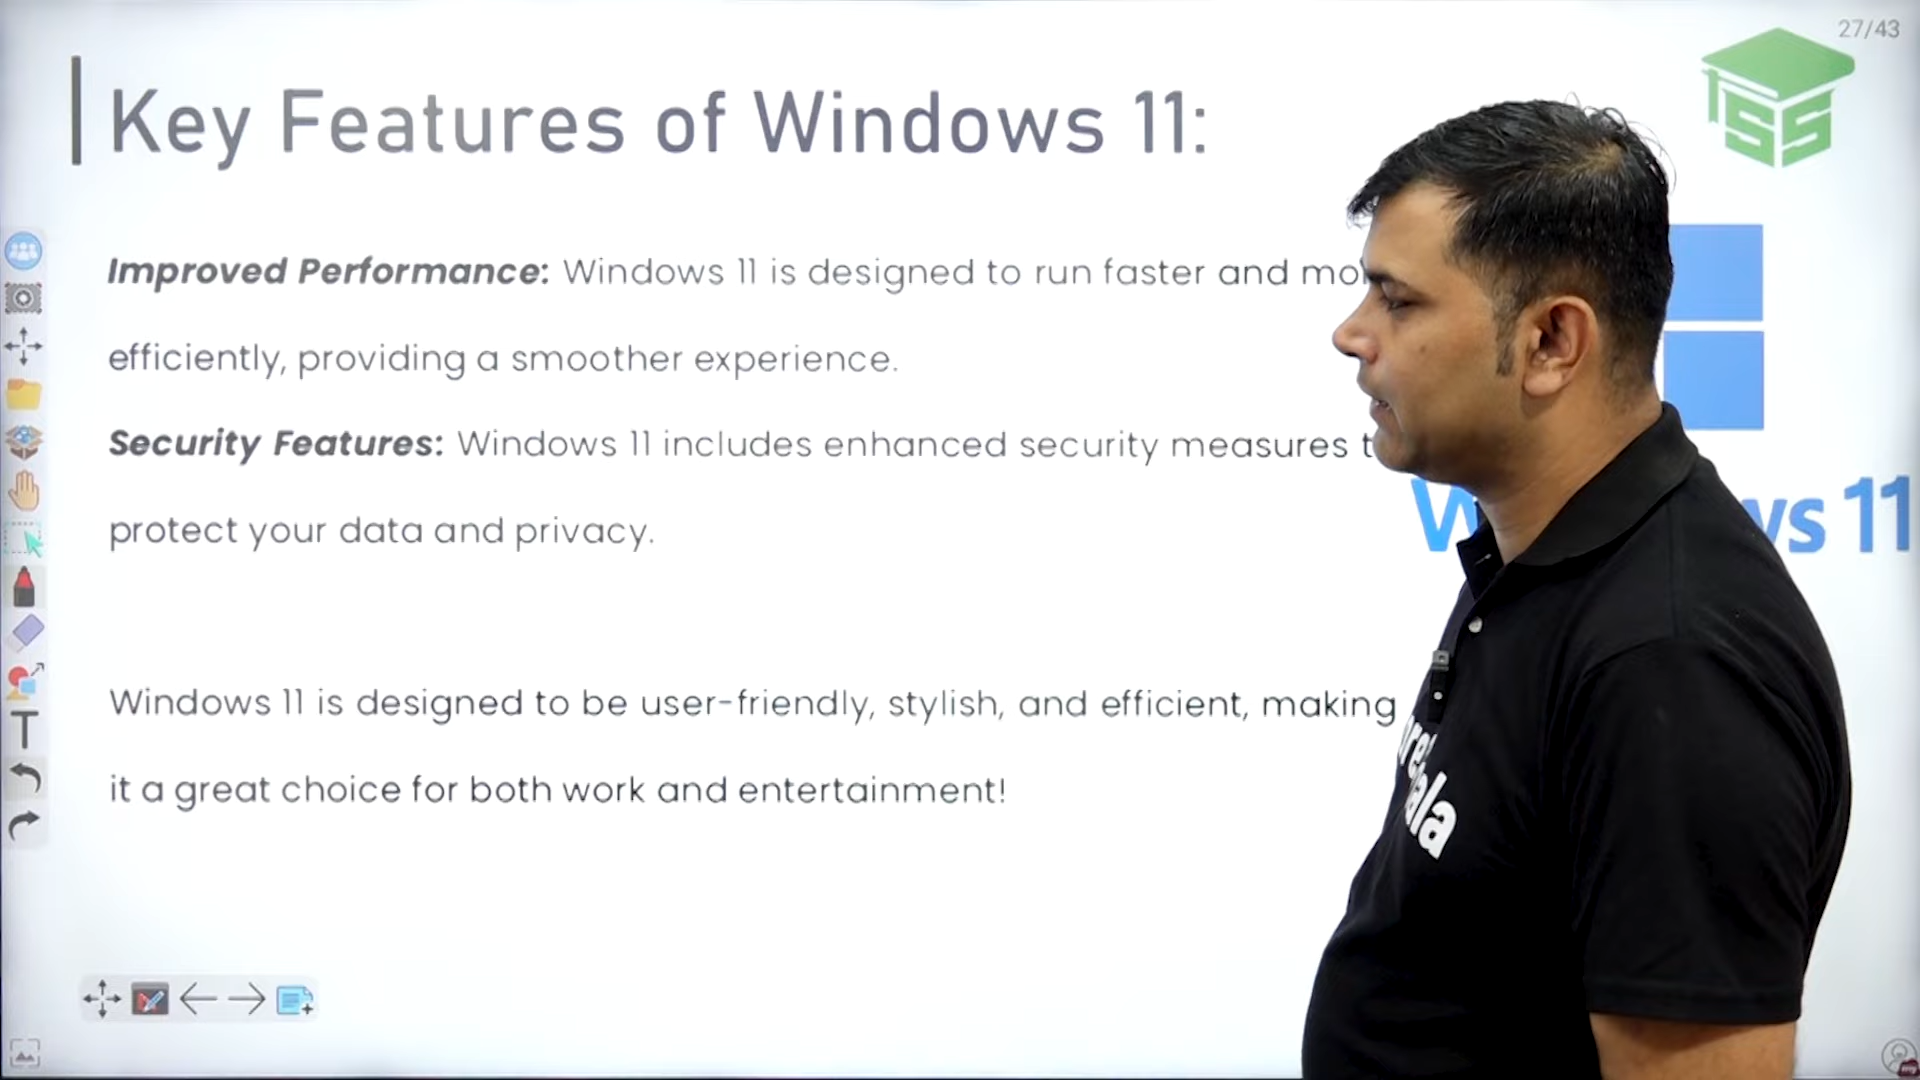 27/43
SS
Key Features of Windows 11:
Improved Performance: Windows 11 is designed to run faster and
efficiently, providing a smoother experience.
Security Features: Windows 11 includes enhanced security measures
protect your data and privacy.
11
Windows 11 is designed to be user-friendly, stylish, and efficient, making
it a great choice for both work and entertainment!